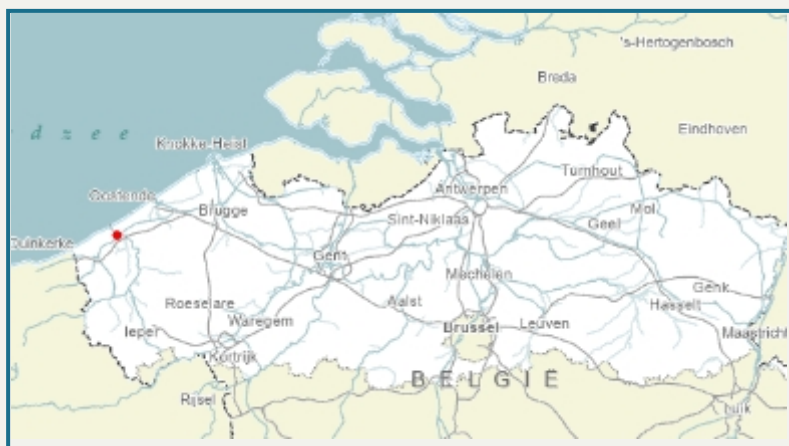 's-Hertogenbosch
Breda
d z e e
Eindhoven
Knokke-Heist
Turnhout
Oostende
Antwerpen
Brugge
Mol
Sint-Niklaas
Geel
Duinkerke
Gent
Mechelen
Genk
Roeselare
Aalst
Hasselt
Waregem
Brussel
Leuven
Ieper
Maastricht
Kortrijk
BELGIË
Rijsel
Luik